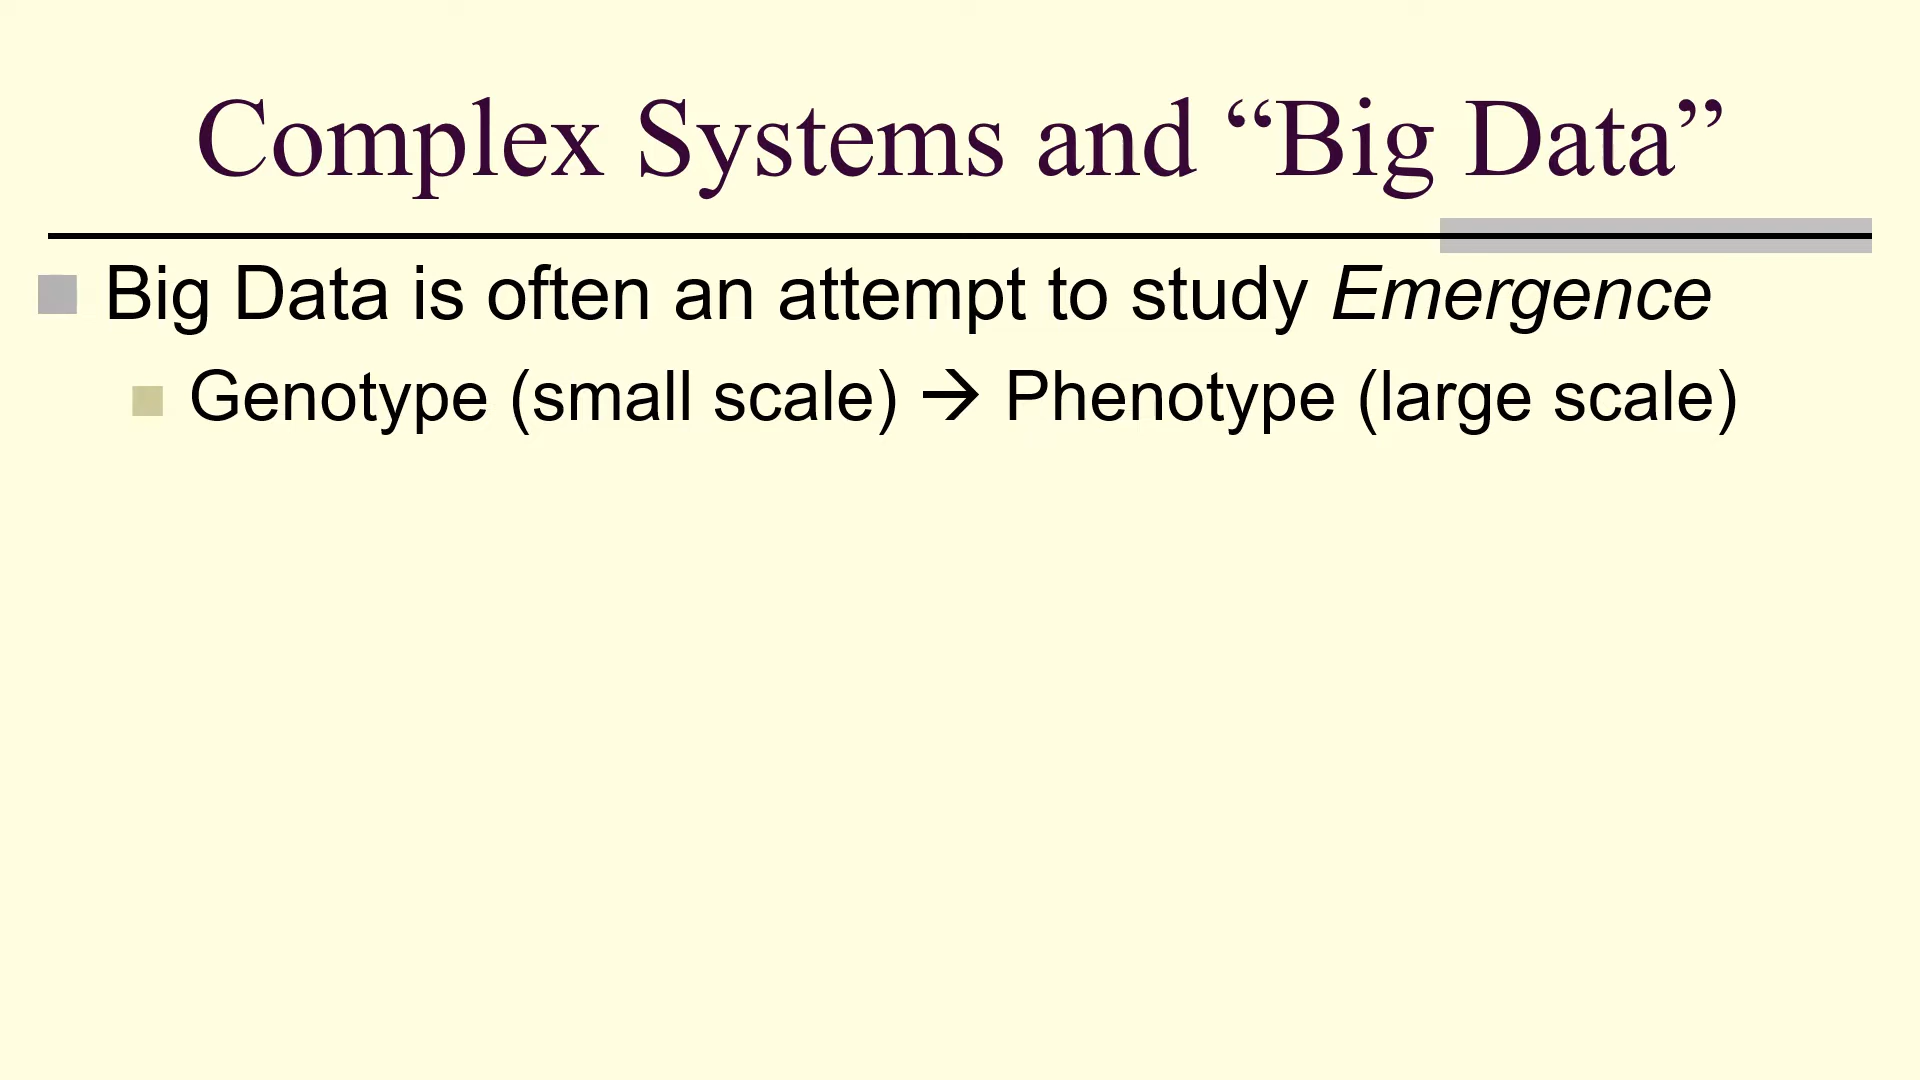 Complex Systems and “Big Data”
Big Data is often an attempt to study Emergence
Genotype (small scale) → Phenotype (large scale)